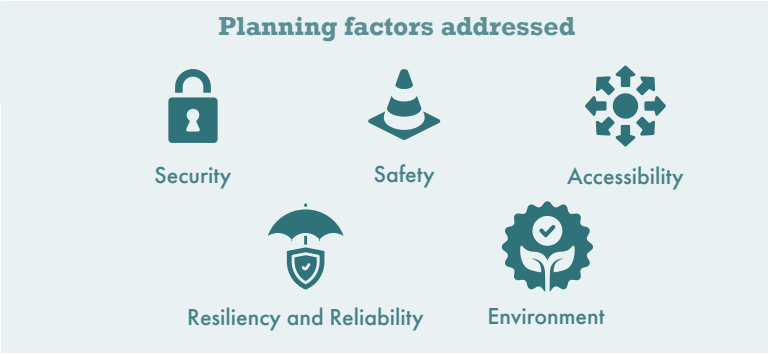 Planning factors addressed
Security
Safety
Accessibility
Resiliency and Reliability
Environment